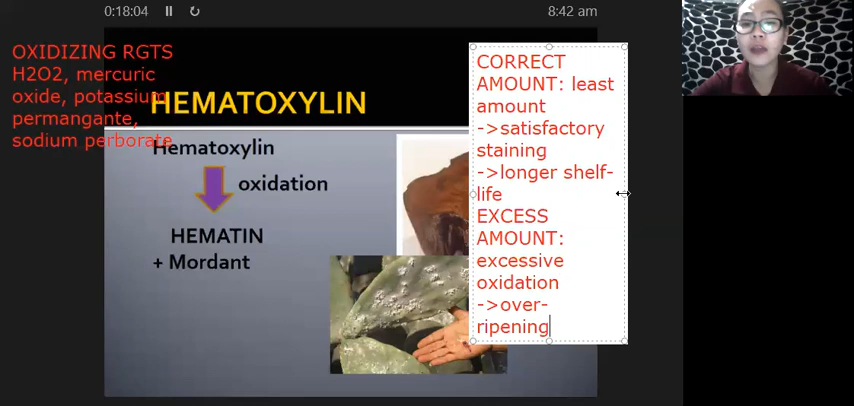 0:18:04
8:42 am
OXIDIZING RGTS
H2O2, mercuric
oxide, potassium
permangante,
sodium perborate
HEMATOXYLIN
Hematoxylin
oxidation
HEMATIN
+ Mordant
CORRECT
AMOUNT: least
amount
->satisfactory
staining
->longer shelf-
life
EXCESS
AMOUNT:
excessive
oxidation
->over-
ripening